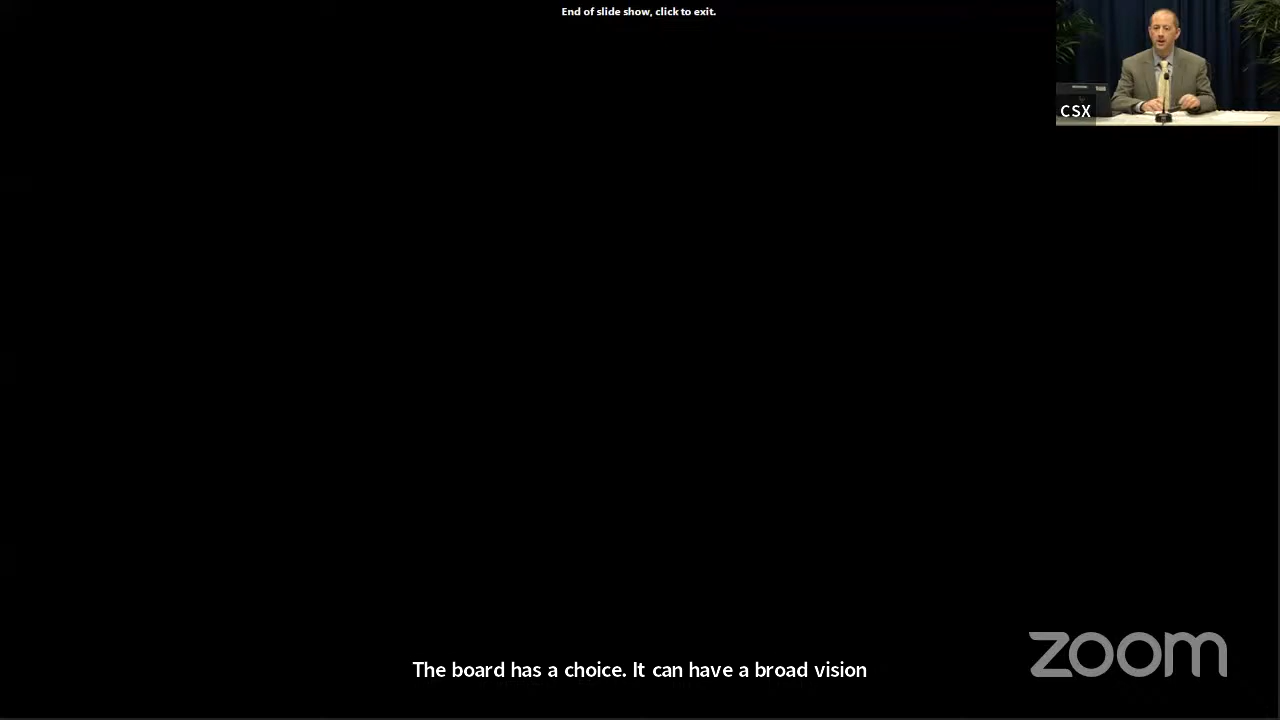 End of slide show, click to exit.
CSX
The board has a choice. It can have a broad vision
zoom